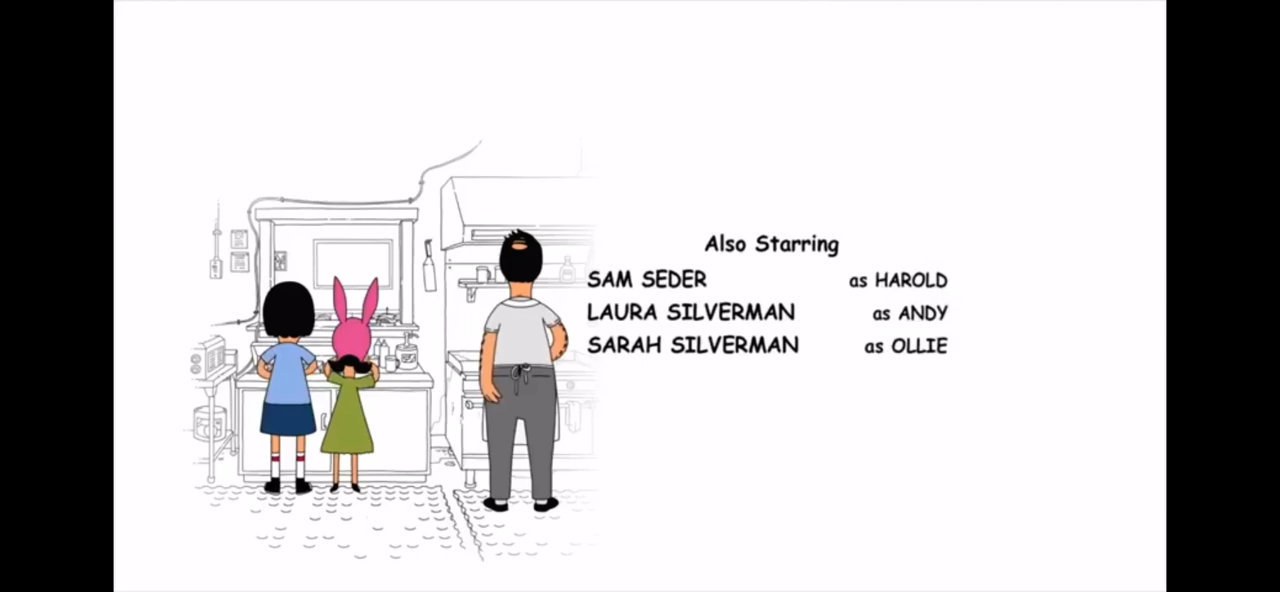 Also Starring
SAM SEDER as HAROLD
LAURA SILVERMAN as ANDY
SARAH SILVERMAN as OLLIE